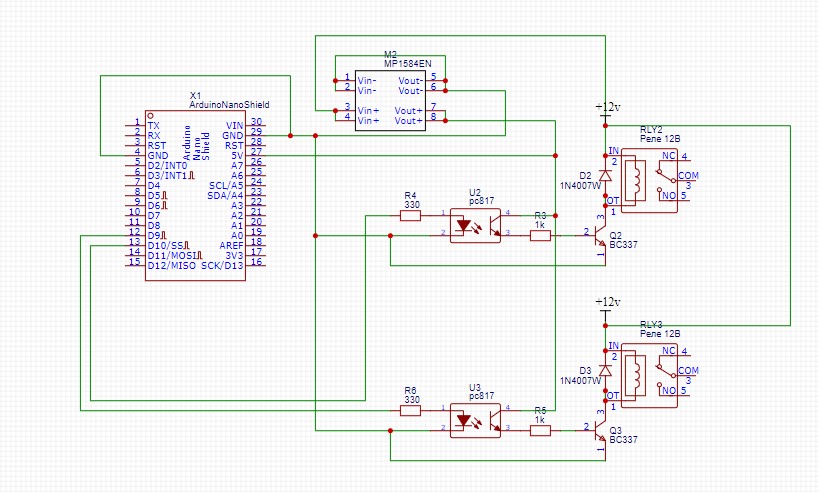 M2
MP1584EN
1 Vin- Vout- 5
2 Vin- Vout- 6
3 Vin+ Vout+ 7
4 Vin+ Vout+ 8
X1
ArduinoNanoShield
Arduino
Nano
Shield
1 TX VIN 30
2 RX GND 29
3 RST RST 28
4 GND 5V 27
5 D2/INT0 A7 26
6 D3/INT1 A6 25
7 D4 SCL/A5 24
8 D5 SDA/A4 23
9 D6 A3 22
10 D7 A2 21
11 D8 A1 20
12 D9 A0 19
13 D10/SS AREF 18
14 D11/MOSI 3V3 17
15 D12/MISO SCK/D13 16
+12v
RLY2
Реле 12В
IN
2
NC 4
COM
3
NO 5
OT
1
D2
1N4007W
R4
330
U2
pc817
1 4
2 3
R3
1k
3
2
1
Q2
BC337
+12v
RLY3
Реле 12В
IN
2
NC 4
COM
3
NO 5
OT
1
D3
1N4007W
R6
330
U3
pc817
1 4
2 3
R5
1k
3
2
1
Q3
BC337